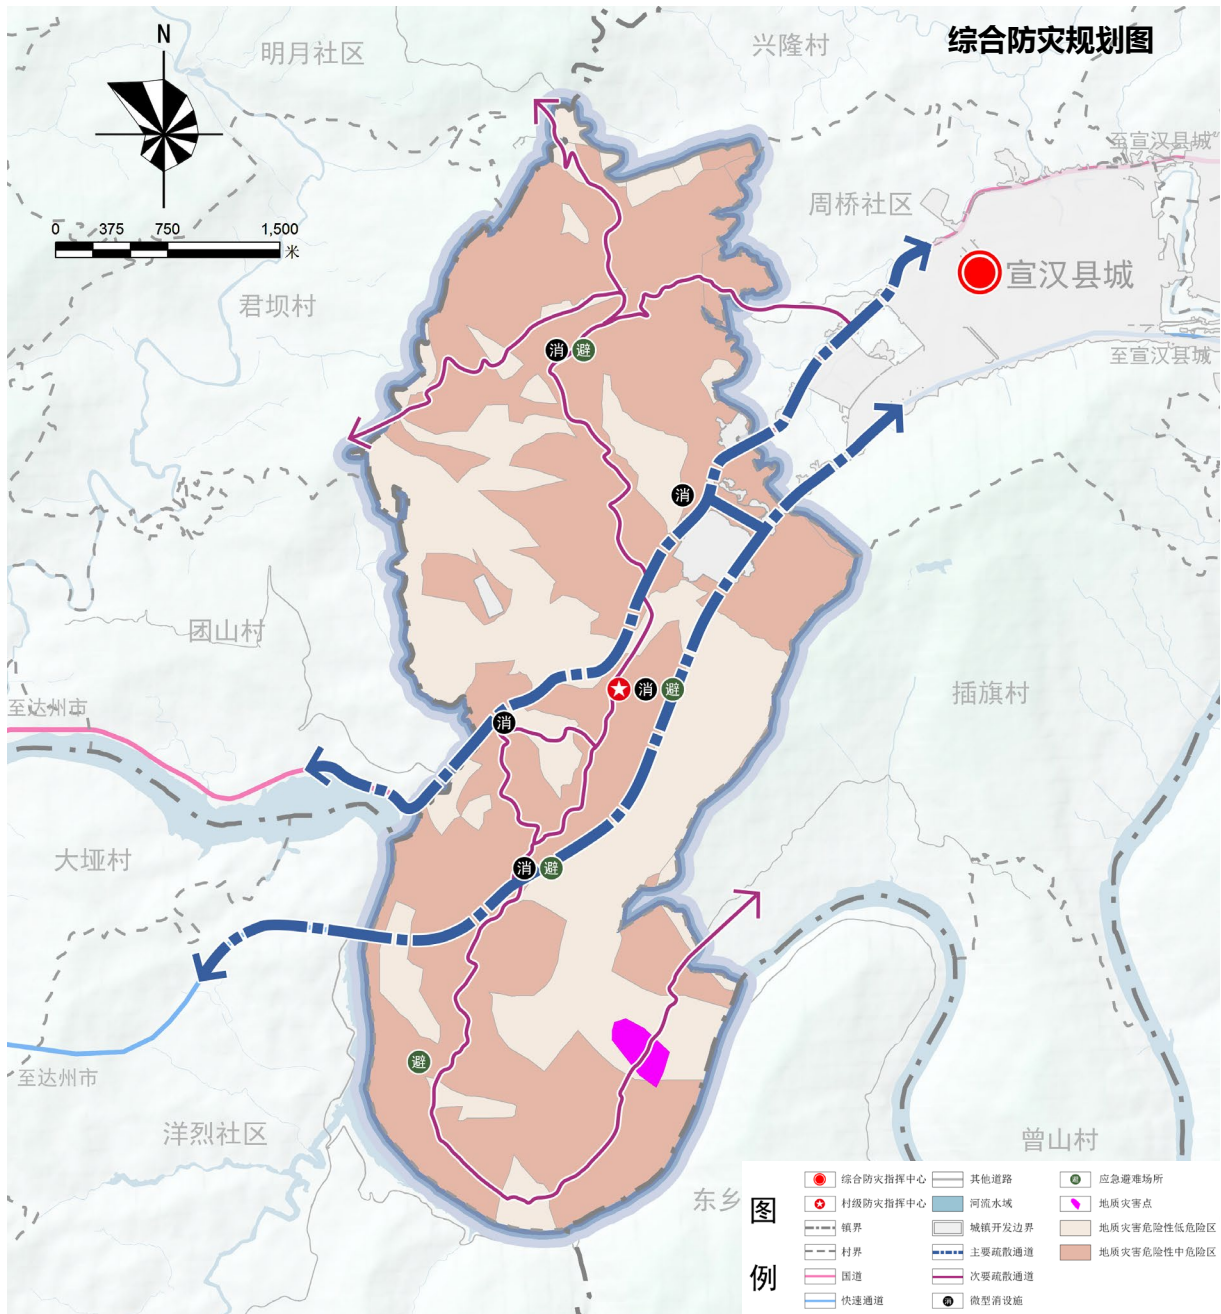 综合防灾规划图
N
明月社区
兴隆村
至宣汉县城
周桥社区
0 375 750 1,500
米
宣汉县城
君坝村
至宣汉县城
消 避
消
团山村
消 避
插旗村
至达州市
消
大垭村
消 避
避
至达州市
洋烈社区
曾山村
东乡
图例
综合防灾指挥中心
村级防灾指挥中心
镇界
村界
国道
快速通道
其他道路
河流水域
城镇开发边界
主要疏散通道
次要疏散通道
消 微型消设施
避 应急避难场所
地质灾害点
地质灾害危险性低危险区
地质灾害危险性中危险区